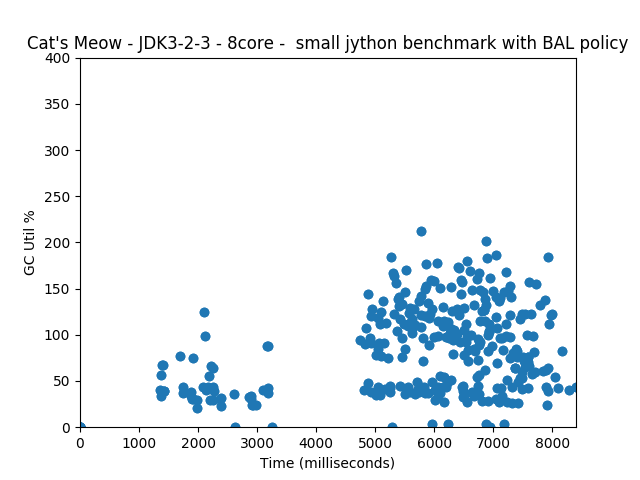 Cat's Meow - JDK3-2-3 - 8core -  small jython benchmark with BAL policy
400
350
300
250
200
150
100
50
0
GC Util %
0 1000 2000 3000 4000 5000 6000 7000 8000
Time (milliseconds)